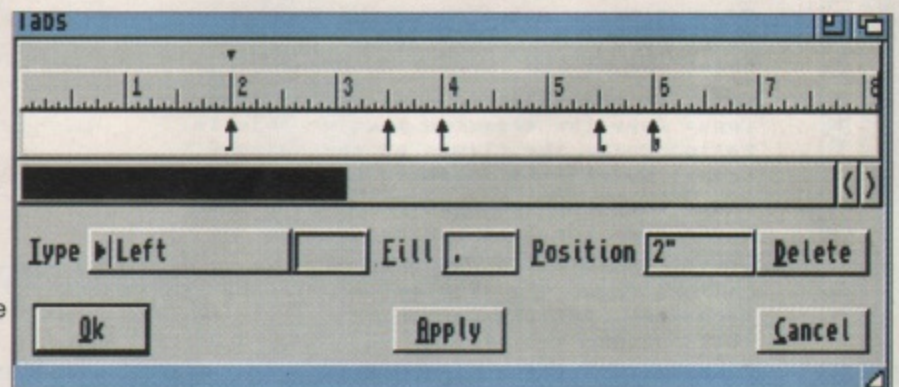 Tabs
1 2 3 4 5 6 7 8
< >
Type Left Fill . Position 2" Delete
Ok Apply Cancel
e